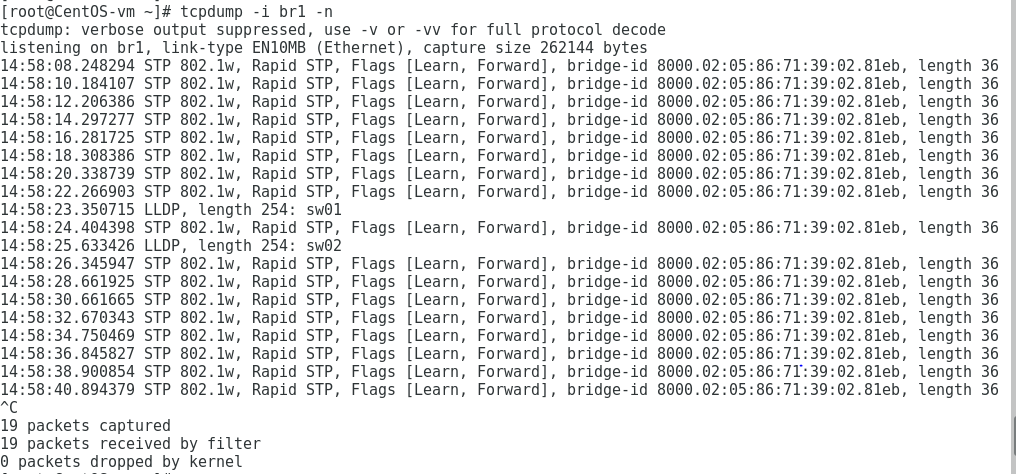 [root@CentOS-vm ~]# tcpdump -i br1 -n
tcpdump: verbose output suppressed, use -v or -vv for full protocol decode
listening on br1, link-type EN10MB (Ethernet), capture size 262144 bytes
14:58:08.248294 STP 802.1w, Rapid STP, Flags [Learn, Forward], bridge-id 8000.02:05:86:71:39:02.81eb, length 36
14:58:10.184107 STP 802.1w, Rapid STP, Flags [Learn, Forward], bridge-id 8000.02:05:86:71:39:02.81eb, length 36
14:58:12.206386 STP 802.1w, Rapid STP, Flags [Learn, Forward], bridge-id 8000.02:05:86:71:39:02.81eb, length 36
14:58:14.297277 STP 802.1w, Rapid STP, Flags [Learn, Forward], bridge-id 8000.02:05:86:71:39:02.81eb, length 36
14:58:16.281725 STP 802.1w, Rapid STP, Flags [Learn, Forward], bridge-id 8000.02:05:86:71:39:02.81eb, length 36
14:58:18.308386 STP 802.1w, Rapid STP, Flags [Learn, Forward], bridge-id 8000.02:05:86:71:39:02.81eb, length 36
14:58:20.338739 STP 802.1w, Rapid STP, Flags [Learn, Forward], bridge-id 8000.02:05:86:71:39:02.81eb, length 36
14:58:22.266903 STP 802.1w, Rapid STP, Flags [Learn, Forward], bridge-id 8000.02:05:86:71:39:02.81eb, length 36
14:58:23.350715 LLDP, length 254: sw01
14:58:24.404398 STP 802.1w, Rapid STP, Flags [Learn, Forward], bridge-id 8000.02:05:86:71:39:02.81eb, length 36
14:58:25.633426 LLDP, length 254: sw02
14:58:26.345947 STP 802.1w, Rapid STP, Flags [Learn, Forward], bridge-id 8000.02:05:86:71:39:02.81eb, length 36
14:58:28.661925 STP 802.1w, Rapid STP, Flags [Learn, Forward], bridge-id 8000.02:05:86:71:39:02.81eb, length 36
14:58:30.661665 STP 802.1w, Rapid STP, Flags [Learn, Forward], bridge-id 8000.02:05:86:71:39:02.81eb, length 36
14:58:32.670343 STP 802.1w, Rapid STP, Flags [Learn, Forward], bridge-id 8000.02:05:86:71:39:02.81eb, length 36
14:58:34.750469 STP 802.1w, Rapid STP, Flags [Learn, Forward], bridge-id 8000.02:05:86:71:39:02.81eb, length 36
14:58:36.845827 STP 802.1w, Rapid STP, Flags [Learn, Forward], bridge-id 8000.02:05:86:71:39:02.81eb, length 36
14:58:38.900854 STP 802.1w, Rapid STP, Flags [Learn, Forward], bridge-id 8000.02:05:86:71:39:02.81eb, length 36
14:58:40.894379 STP 802.1w, Rapid STP, Flags [Learn, Forward], bridge-id 8000.02:05:86:71:39:02.81eb, length 36
^C
19 packets captured
19 packets received by filter
0 packets dropped by kernel